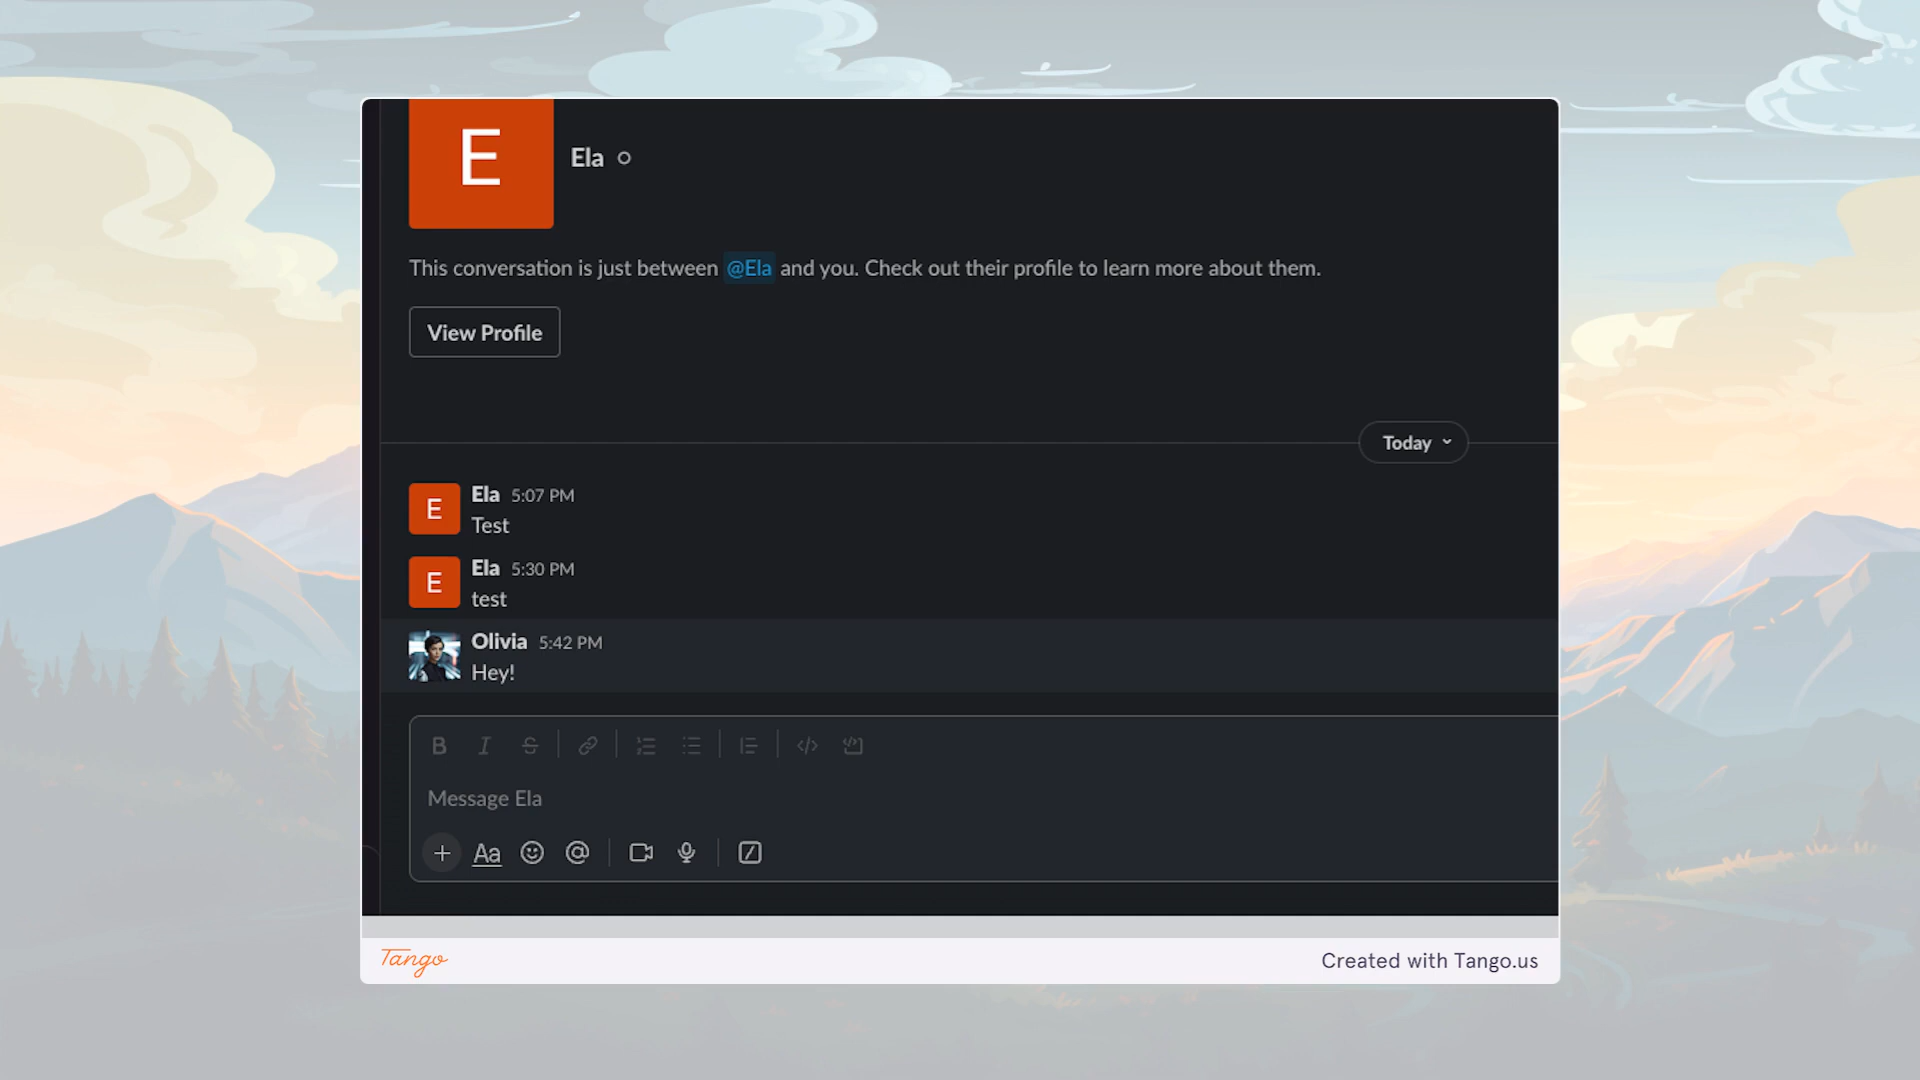 E
Ela
This conversation is just between @Ela and you. Check out their profile to learn more about them.
View Profile
Today
E
Ela 5:07 PM
Test
E
Ela 5:30 PM
test
Olivia 5:42 PM
Hey!
B I S
Message Ela
+ Aa @
Tango
Created with Tango.us